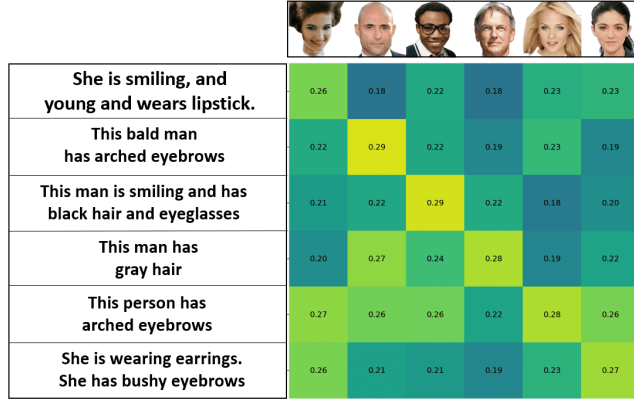 She is smiling, and
young and wears lipstick.
0.26 0.18 0.22 0.18 0.23 0.23
This bald man
has arched eyebrows
0.22 0.29 0.22 0.19 0.23 0.19
This man is smiling and has
black hair and eyeglasses
0.21 0.22 0.29 0.22 0.18 0.20
This man has
gray hair
0.20 0.27 0.24 0.28 0.19 0.22
This person has
arched eyebrows
0.27 0.26 0.26 0.22 0.28 0.26
She is wearing earrings.
She has bushy eyebrows
0.26 0.21 0.21 0.19 0.23 0.27